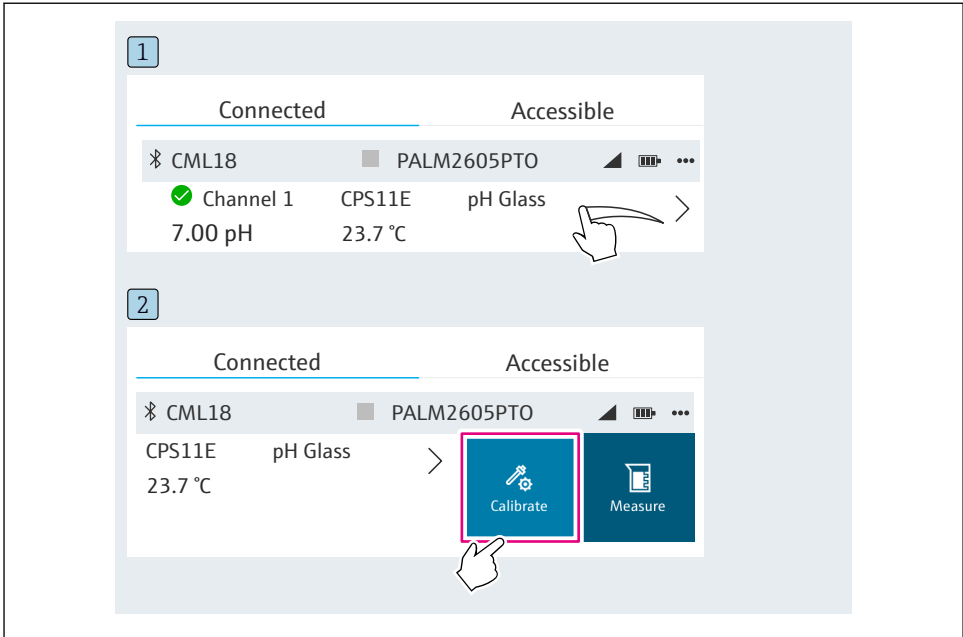 1
Connected Accessible
CML18 PALM2605PTO
Channel 1 CPS11E pH Glass
7.00 pH 23.7 °C
2
Connected Accessible
CML18 PALM2605PTO
CPS11E pH Glass
23.7 °C
Calibrate Measure